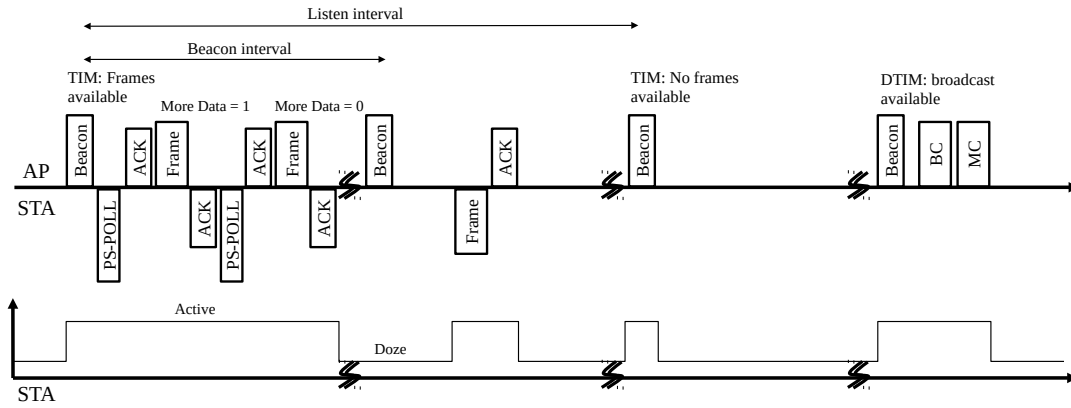 Listen interval
Beacon interval
TIM: Frames
available
More Data = 1
More Data = 0
TIM: No frames
available
DTIM: broadcast
available
AP
Beacon
ACK
Frame
ACK
Frame
Beacon
ACK
Beacon
Beacon
BC
MC
STA
PS-POLL
ACK
PS-POLL
ACK
Frame
Active
Doze
STA